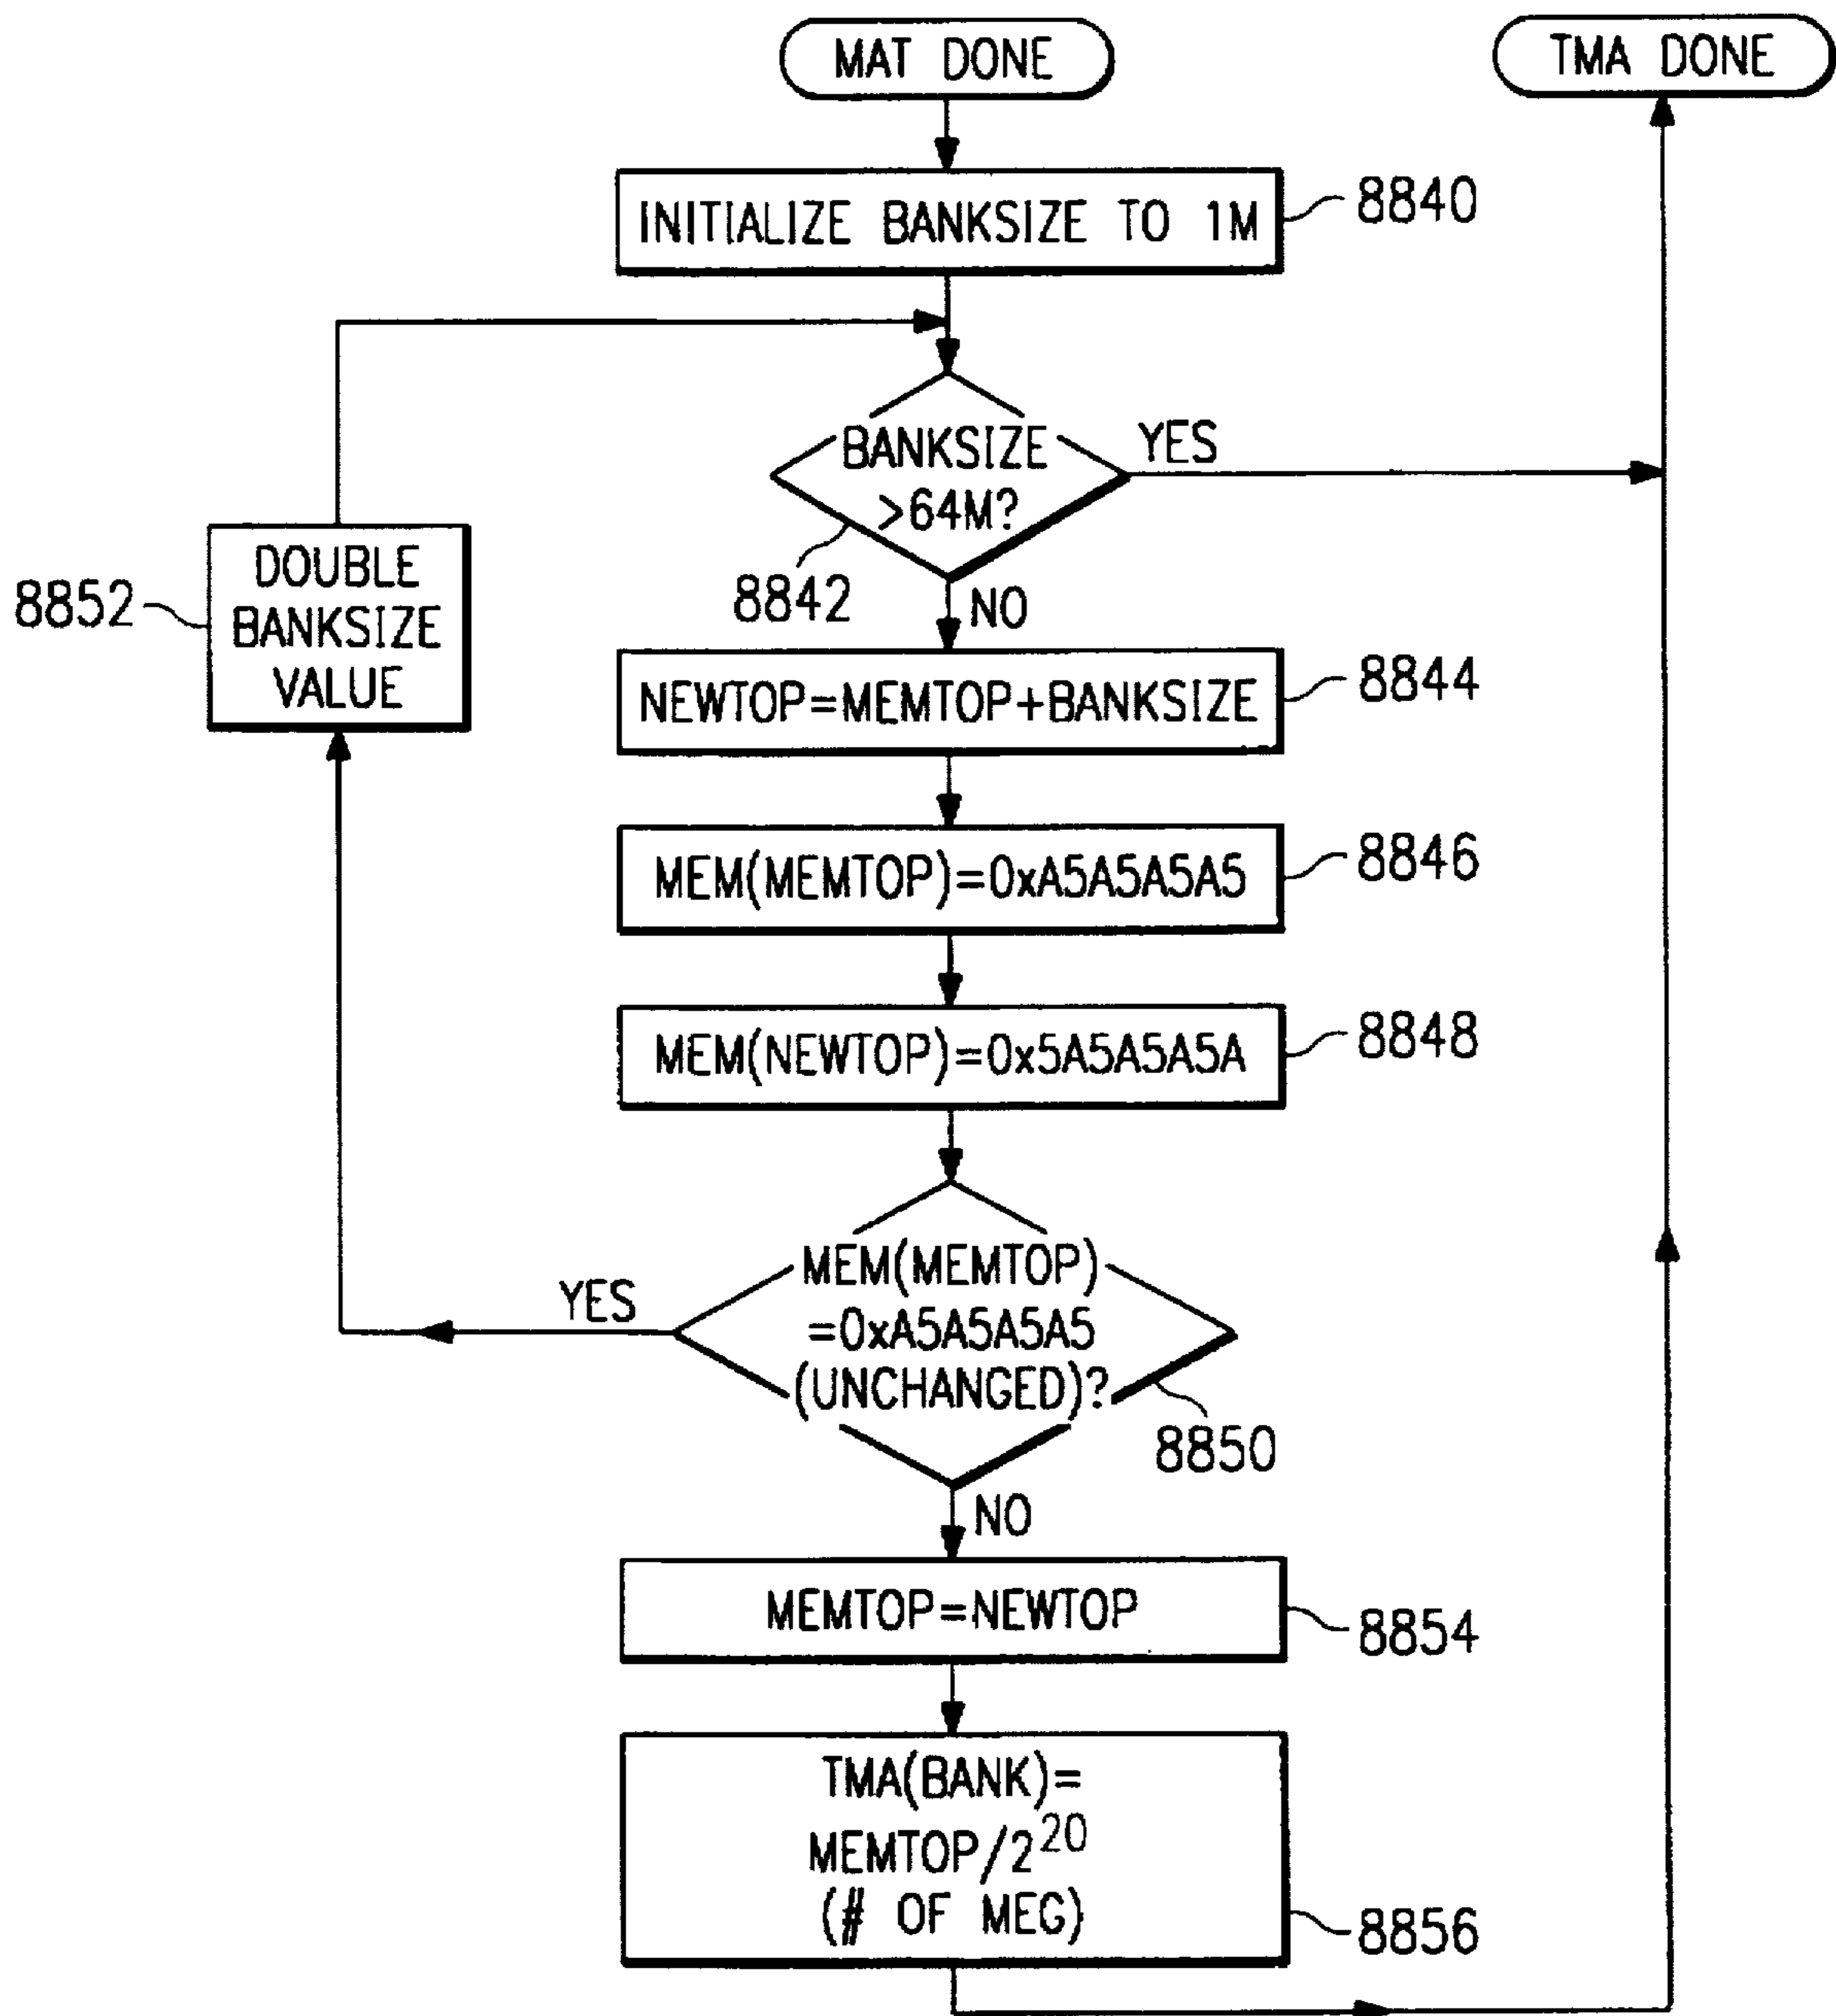 MAT DONE
TMA DONE
INITIALIZE BANKSIZE TO 1M
8840
BANKSIZE
>64M?
YES
8842
NO
DOUBLE
BANKSIZE
VALUE
8852
NEWTOP=MEMTOP+BANKSIZE
8844
MEM(MEMTOP)=0xA5A5A5A5
8846
MEM(NEWTOP)=0x5A5A5A5A
8848
MEM(MEMTOP)
=0xA5A5A5A5
(UNCHANGED)?
YES
8850
NO
MEMTOP=NEWTOP
8854
TMA(BANK)=
MEMTOP/2²⁰
(# OF MEG)
8856